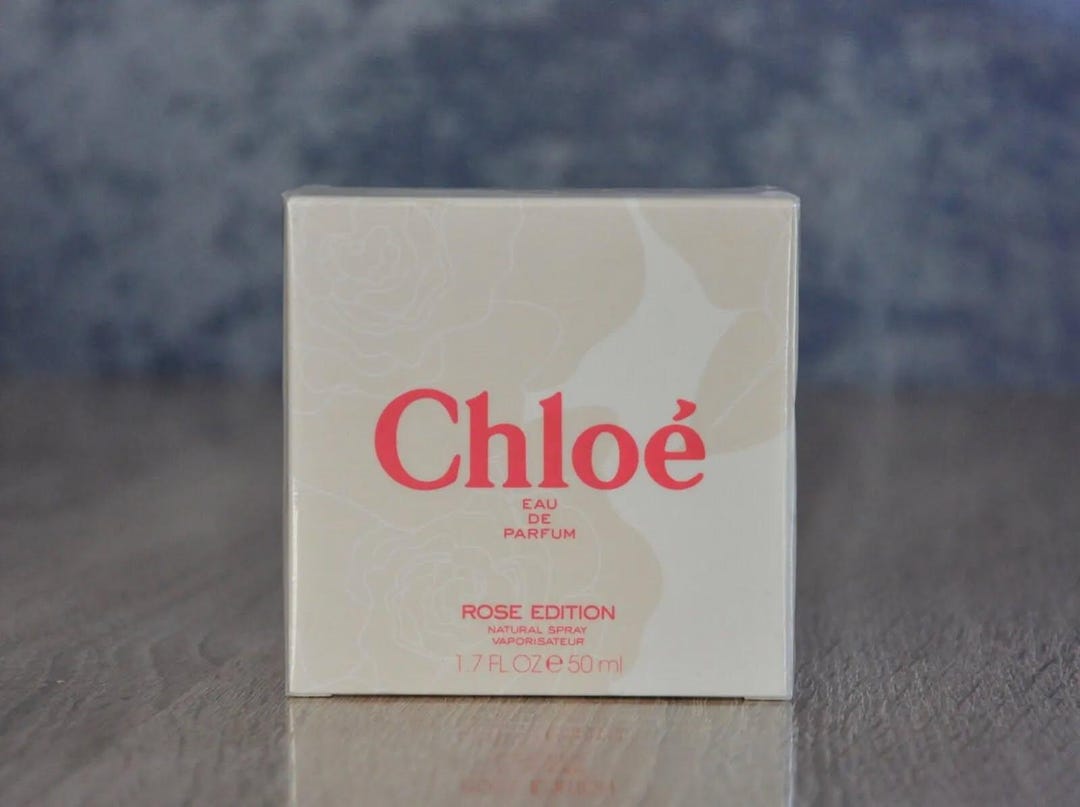 Chloé
EAU
DE
PARFUM
ROSE EDITION
NATURAL SPRAY
VAPORISATEUR
1.7 FL OZ ℮ 50 ml